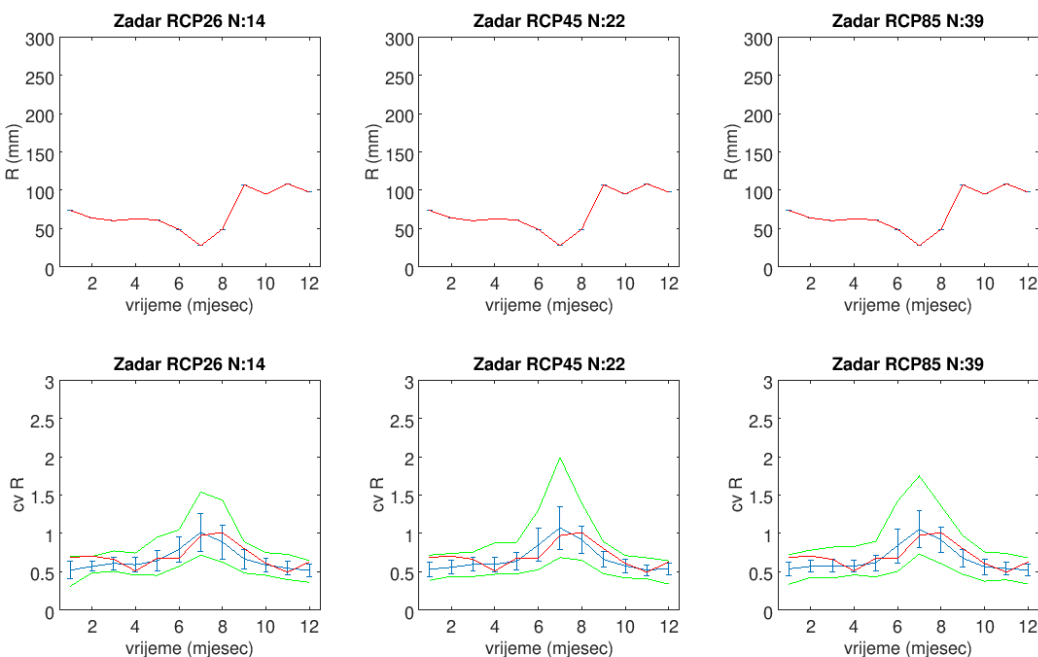 Zadar RCP26 N:14
300
250
200
150
100
50
0
R (mm)
2 4 6 8 10 12
vrijeme (mjesec)
Zadar RCP45 N:22
300
250
200
150
100
50
0
R (mm)
2 4 6 8 10 12
vrijeme (mjesec)
Zadar RCP85 N:39
300
250
200
150
100
50
0
R (mm)
2 4 6 8 10 12
vrijeme (mjesec)
Zadar RCP26 N:14
3
2.5
2
1.5
1
0.5
0
cv R
2 4 6 8 10 12
vrijeme (mjesec)
Zadar RCP45 N:22
3
2.5
2
1.5
1
0.5
0
cv R
2 4 6 8 10 12
vrijeme (mjesec)
Zadar RCP85 N:39
3
2.5
2
1.5
1
0.5
0
cv R
2 4 6 8 10 12
vrijeme (mjesec)